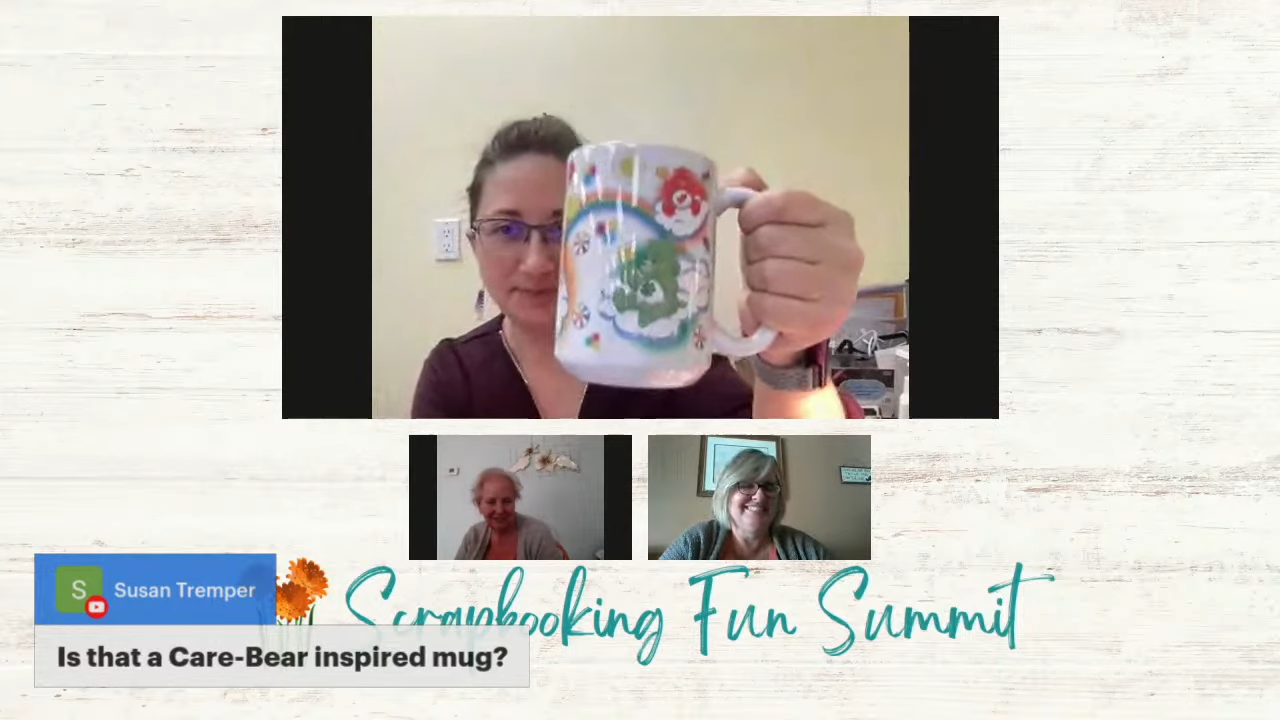 Scrapbooking Fun Summit
S Susan Tremper
Is that a Care-Bear inspired mug?